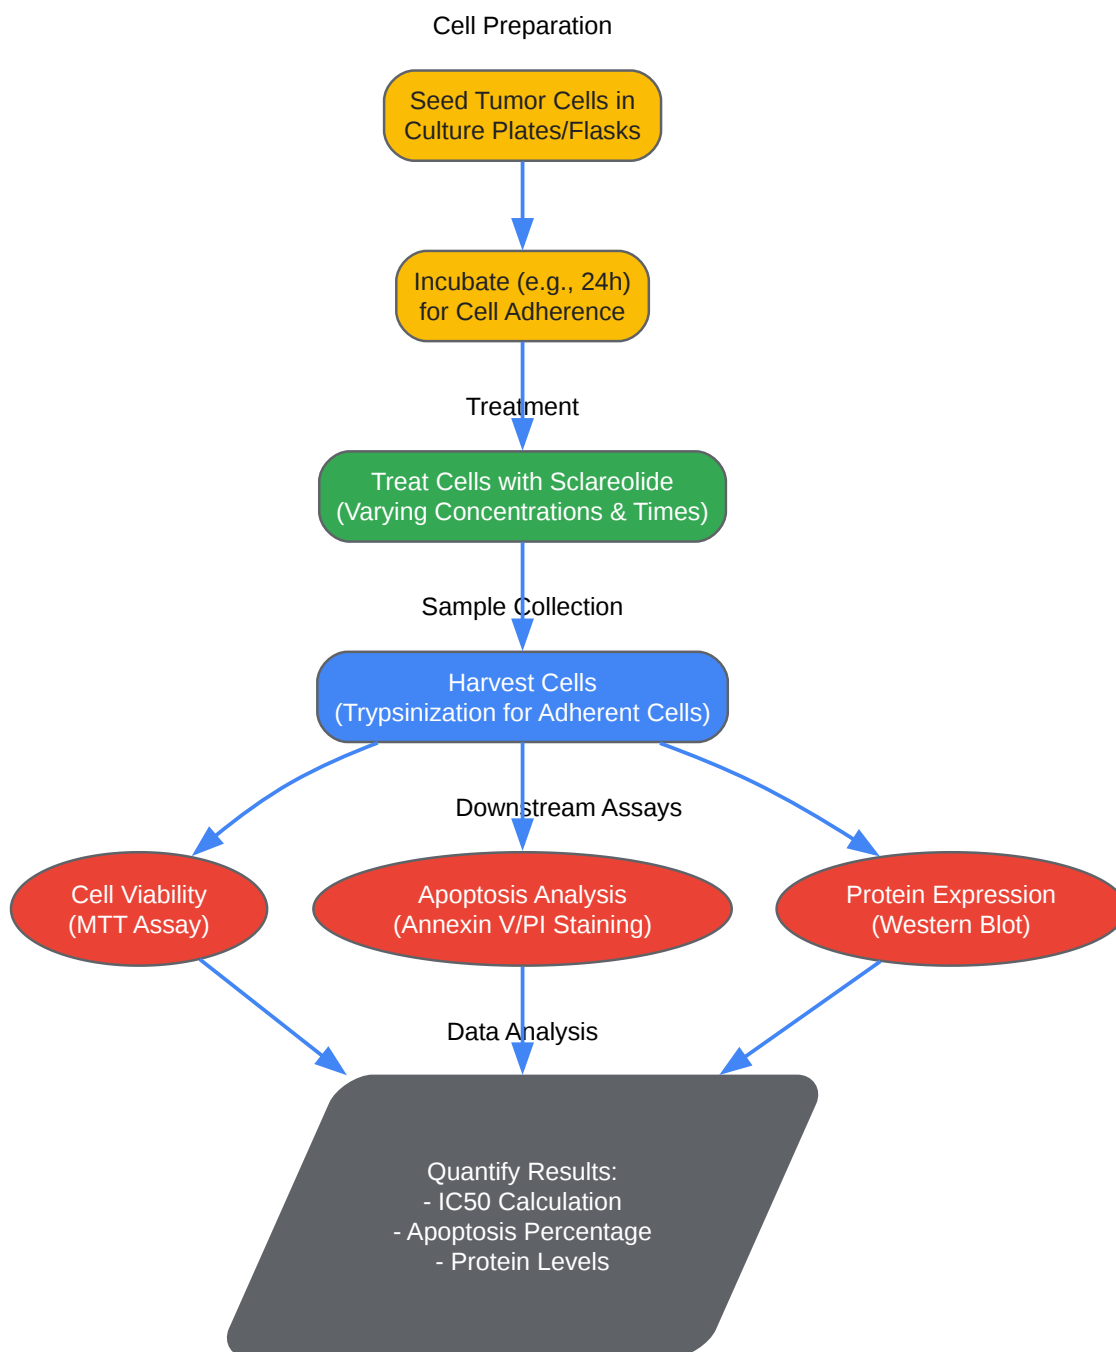 Cell Preparation
Seed Tumor Cells in
Culture Plates/Flasks
Incubate (e.g., 24h)
for Cell Adherence
Treatment
Treat Cells with Sclareolide
(Varying Concentrations & Times)
Sample Collection
Harvest Cells
(Trypsinization for Adherent Cells)
Downstream Assays
Cell Viability
(MTT Assay)
Apoptosis Analysis
(Annexin V/PI Staining)
Protein Expression
(Western Blot)
Data Analysis
Quantify Results:
- IC50 Calculation
- Apoptosis Percentage
- Protein Levels